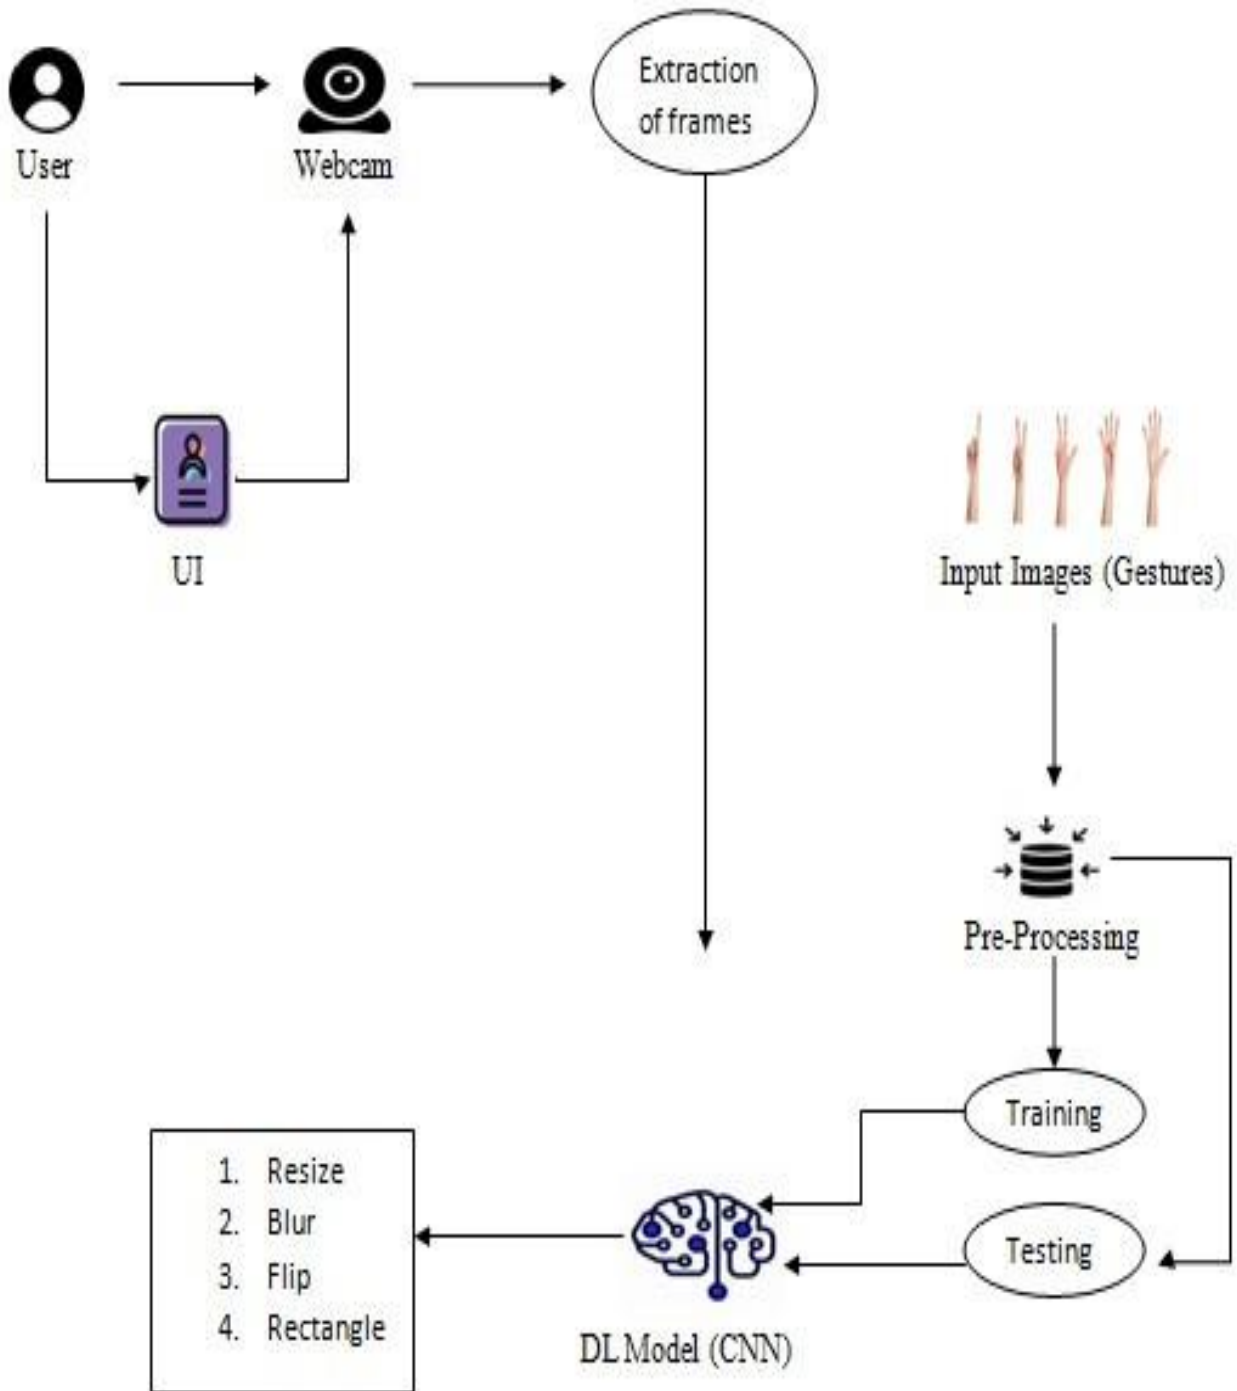 User
Webcam
Extraction
of frames
UI
Input Images (Gestures)
Pre-Processing
Training
Testing
1. Resize
2. Blur
3. Flip
4. Rectangle
DL Model (CNN)